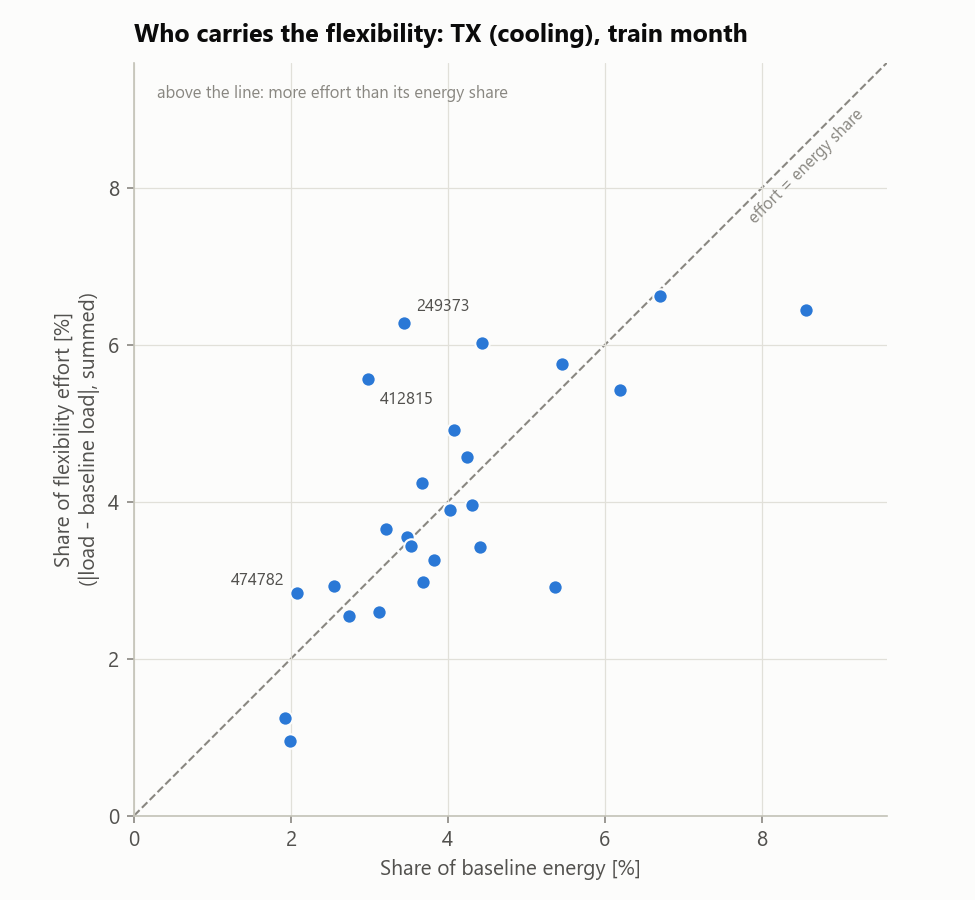 Who carries the flexibility: TX (cooling), train month
above the line: more effort than its energy share
effort = energy share
8
249373
6
412815
Share of flexibility effort [%]
(|load - baseline load|, summed)
4
474782
2
0
0 2 4 6 8
Share of baseline energy [%]